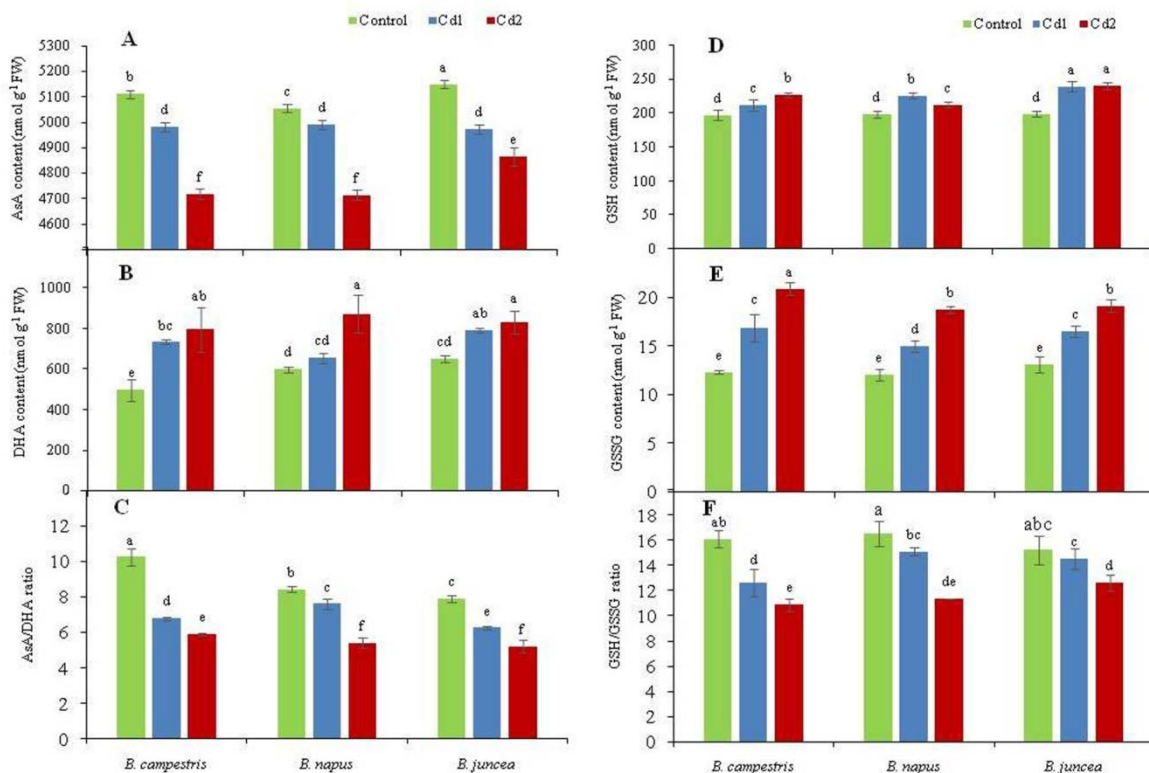 Control Cd1 Cd2
A
5300
5200
5100
5000
4900
4800
4700
4600
AsA content (nmol g-1 FW)
b d f c d f a d e
B
1000
800
600
400
200
0
DHA content (nmol g-1 FW)
e bc ab d cd a cd ab a
C
12
10
8
6
4
2
0
AsA/DHA ratio
a d e b c f c e f
B. campestris B. napus B. juncea
Control Cd1 Cd2
D
300
250
200
150
100
50
0
GSH content (nmol g-1 FW)
d c b d b c d a a
E
20
15
10
5
0
GSSG content (nmol g-1 FW)
e c a e d b e c b
F
18
16
14
12
10
8
6
4
2
0
GSH/GSSG ratio
ab d e a bc de abc c d
B. campestris B. napus B. juncea